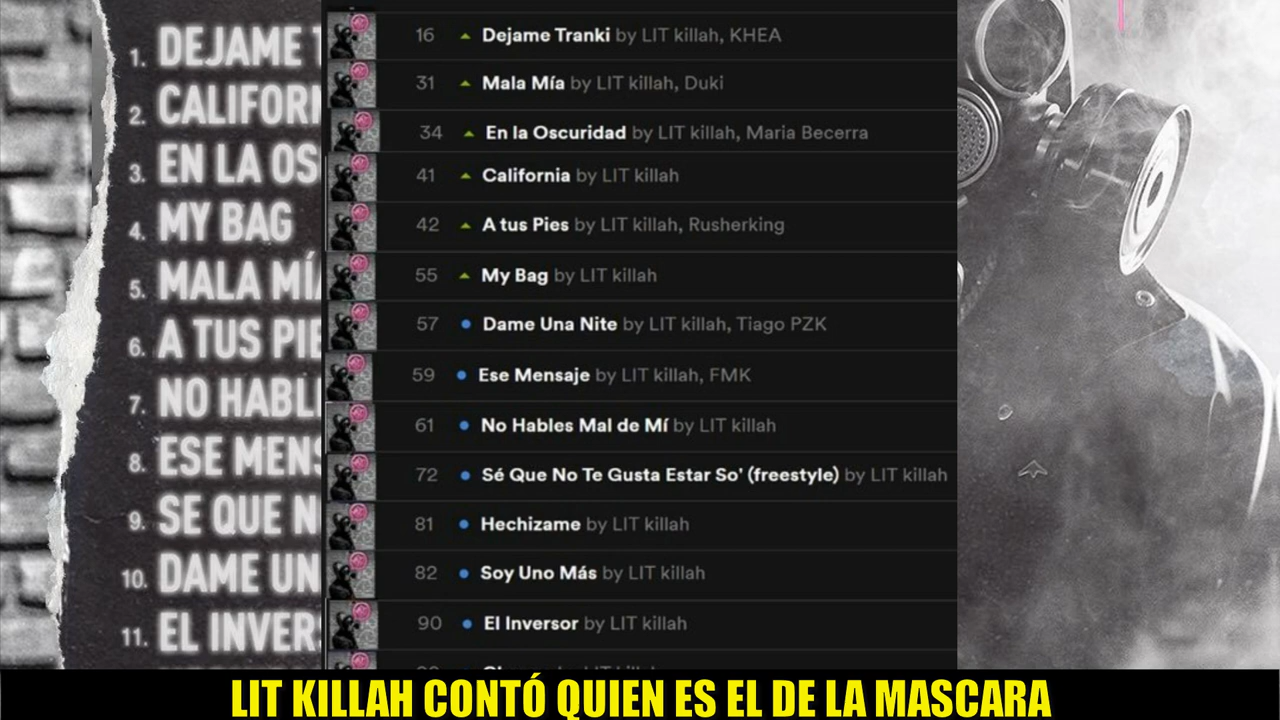 1. DEJAME T
2. CALIFORN
3. EN LA OS
4. MY BAG
5. MALA MÍ
6. A TUS PIE
7. NO HABL
8. ESE MENS
9. SE QUE N
10. DAME UN
11. EL INVERS
16 Dejame Tranki by LIT killah, KHEA
31 Mala Mía by LIT killah, Duki
34 En la Oscuridad by LIT killah, Maria Becerra
41 California by LIT killah
42 A tus Pies by LIT killah, Rusherking
55 My Bag by LIT killah
57 Dame Una Nite by LIT killah, Tiago PZK
59 Ese Mensaje by LIT killah, FMK
61 No Hables Mal de Mí by LIT killah
72 Sé Que No Te Gusta Estar So' (freestyle) by LIT killah
81 Hechizame by LIT killah
82 Soy Uno Más by LIT killah
90 El Inversor by LIT killah
LIT KILLAH CONTÓ QUIEN ES EL DE LA MASCARA